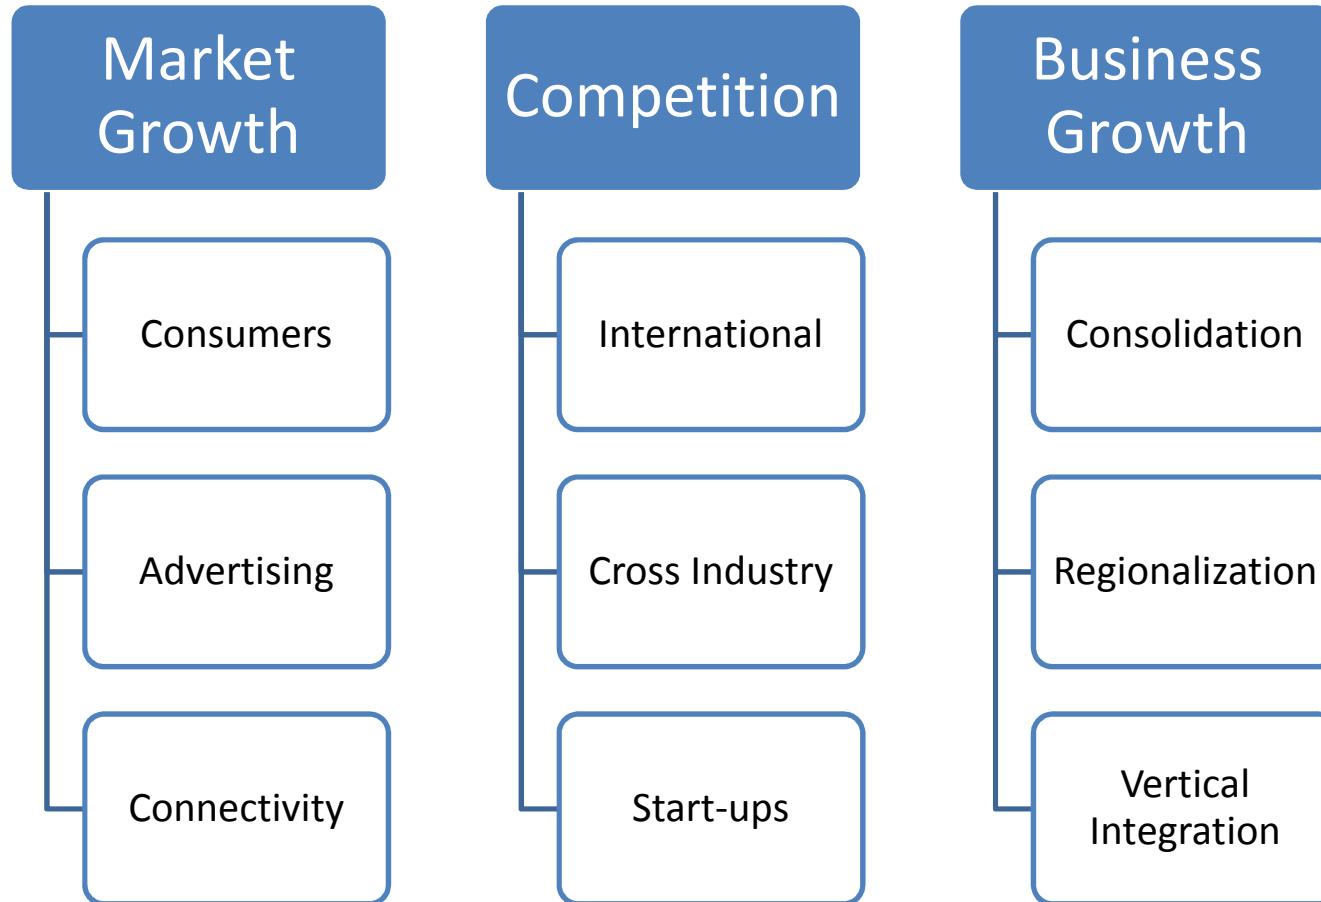 Market
Growth
Consumers
Advertising
Connectivity
Competition
International
Cross Industry
Start-ups
Business
Growth
Consolidation
Regionalization
Vertical
Integration